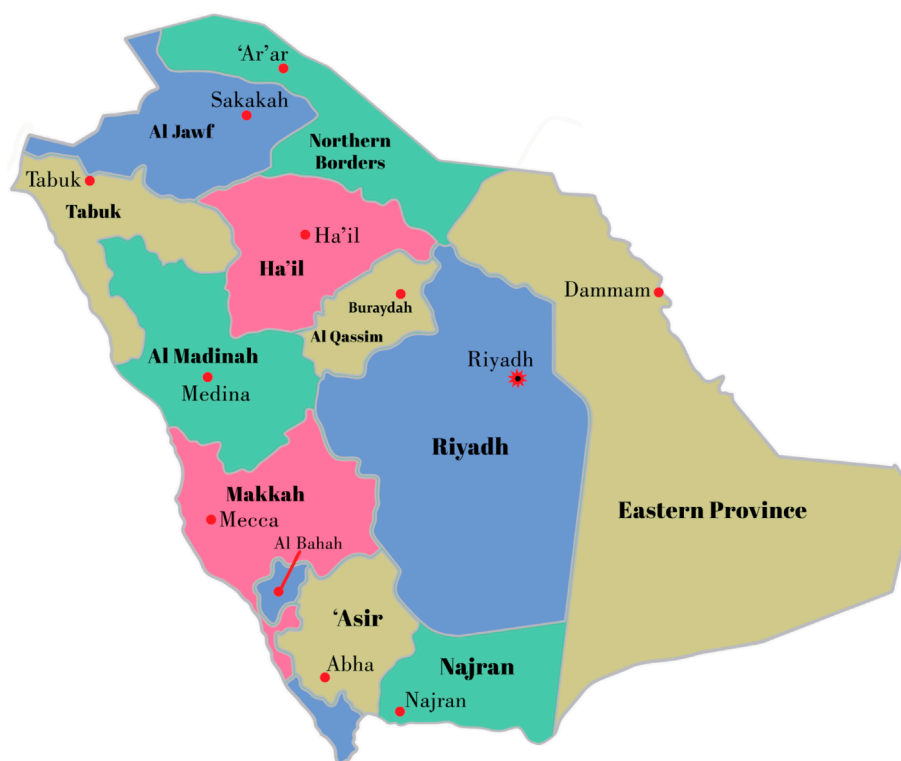 ‘Ar’ar
Sakakah
Al Jawf
Northern
Borders
Tabuk
Tabuk
Ha’il
Ha’il
Buraydah
Al Qassim
Dammam
Al Madinah
Medina
Riyadh
Riyadh
Makkah
Mecca
Eastern Province
Al Bahah
‘Asir
Abha
Najran
Najran